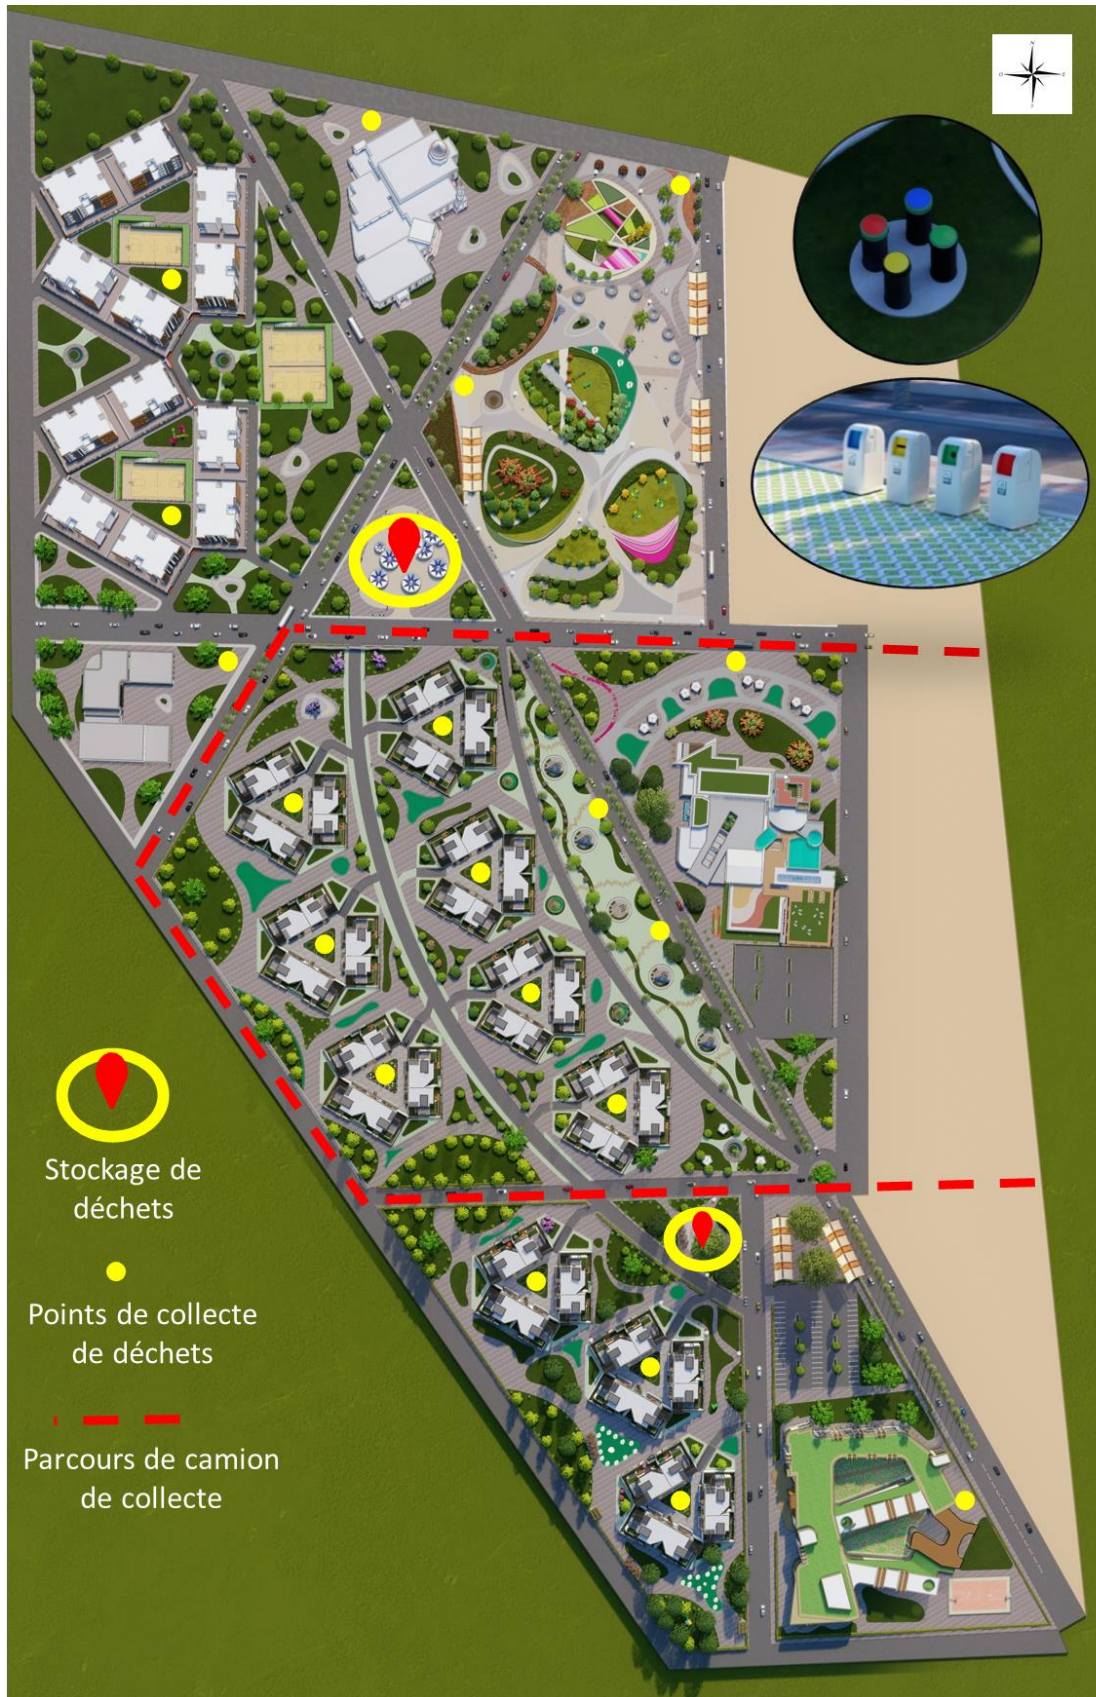 N
O
E
S
Stockage de
déchets
Points de collecte
de déchets
Parcours de camion
de collecte